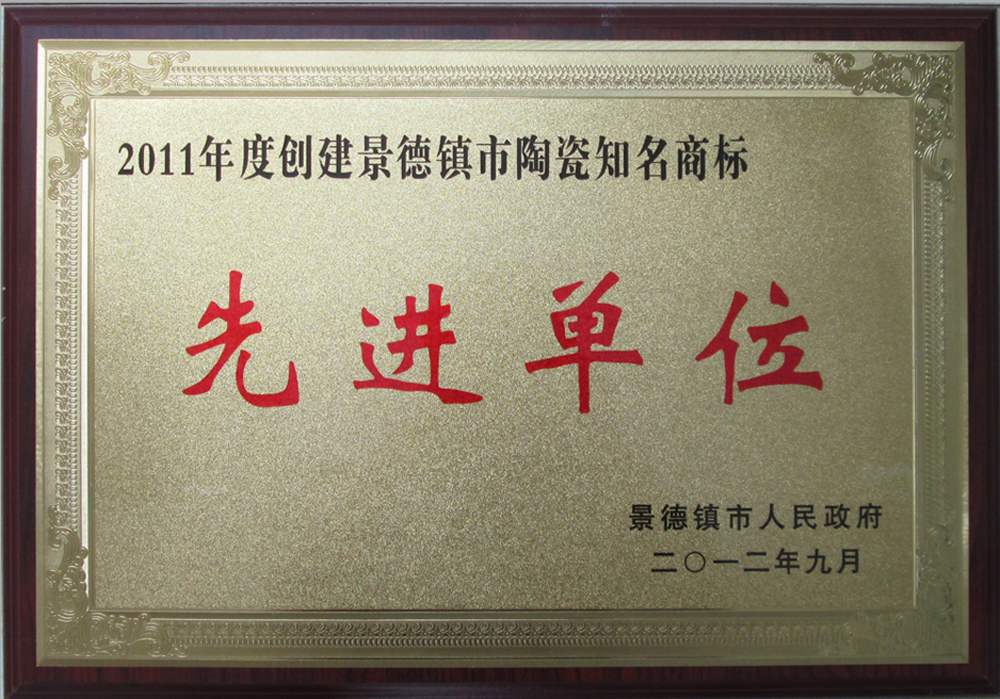 2011年度创建景德镇市陶瓷知名商标
先进单位
景德镇市人民政府
二〇一二年九月